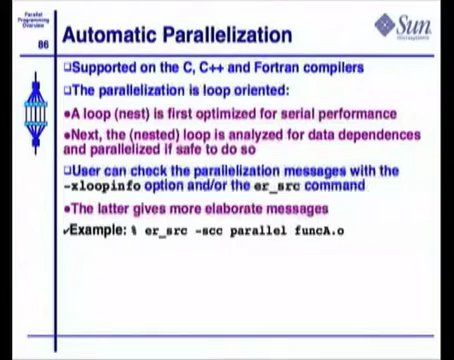 Parallel
Programming
Overview
86
Automatic Parallelization
Sun
microsystems
Supported on the C, C++ and Fortran compilers
The parallelization is loop oriented:
A loop (nest) is first optimized for serial performance
Next, the (nested) loop is analyzed for data dependences
and parallelized if safe to do so
User can check the parallelization messages with the
-xloopinfo option and/or the er_src command
The latter gives more elaborate messages
✓Example: % er_src -scc parallel funcA.o